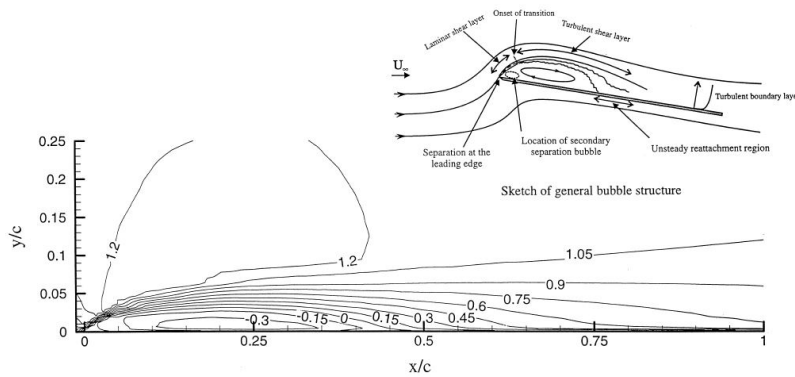 Onset of transition
Laminar shear layer
Turbulent shear layer
U∞
Turbulent boundary laye
Separation at the
leading edge
Location of secondary
separation bubble
Unsteady reattachment region
Sketch of general bubble structure
0.25
0.2
0.15
0.1
0.05
0
y/c
1.2
1.2
1.05
0.9
0.75
0.6
-0.3
-0.15
0
0.15
0.3
0.45
0
0.25
0.5
0.75
1
x/c